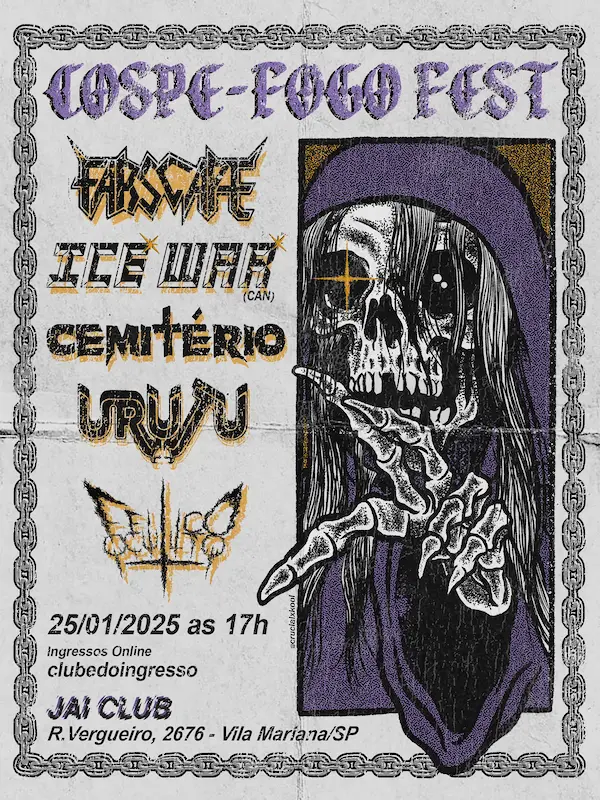 COSPE-FOGO FEST
FARSCAPE
ICE WAR
(CAN)
CEMITÉRIO
URUTU
25/01/2025 as 17h
Ingressos Online
clubedoingresso
JAI CLUB
R.Vergueiro, 2676 - Vila Mariana/SP
@crucialxkool